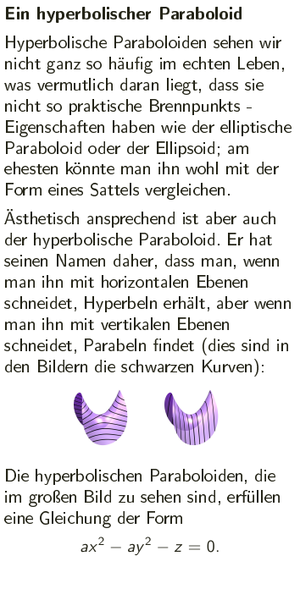 Ein hyperbolischer Paraboloid
Hyperbolische Paraboloiden sehen wir
nicht ganz so häufig im echten Leben,
was vermutlich daran liegt, dass sie
nicht so praktische Brennpunkts -
Eigenschaften haben wie der elliptische
Paraboloid oder der Ellipsoid; am
ehesten könnte man ihn wohl mit der
Form eines Sattels vergleichen.
Ästhetisch ansprechend ist aber auch
der hyperbolische Paraboloid. Er hat
seinen Namen daher, dass man, wenn
man ihn mit horizontalen Ebenen
schneidet, Hyperbeln erhält, aber wenn
man ihn mit vertikalen Ebenen
schneidet, Parabeln findet (dies sind in
den Bildern die schwarzen Kurven):
Die hyperbolischen Paraboloiden, die
im großen Bild zu sehen sind, erfüllen
eine Gleichung der Form
ax² − ay² − z = 0.